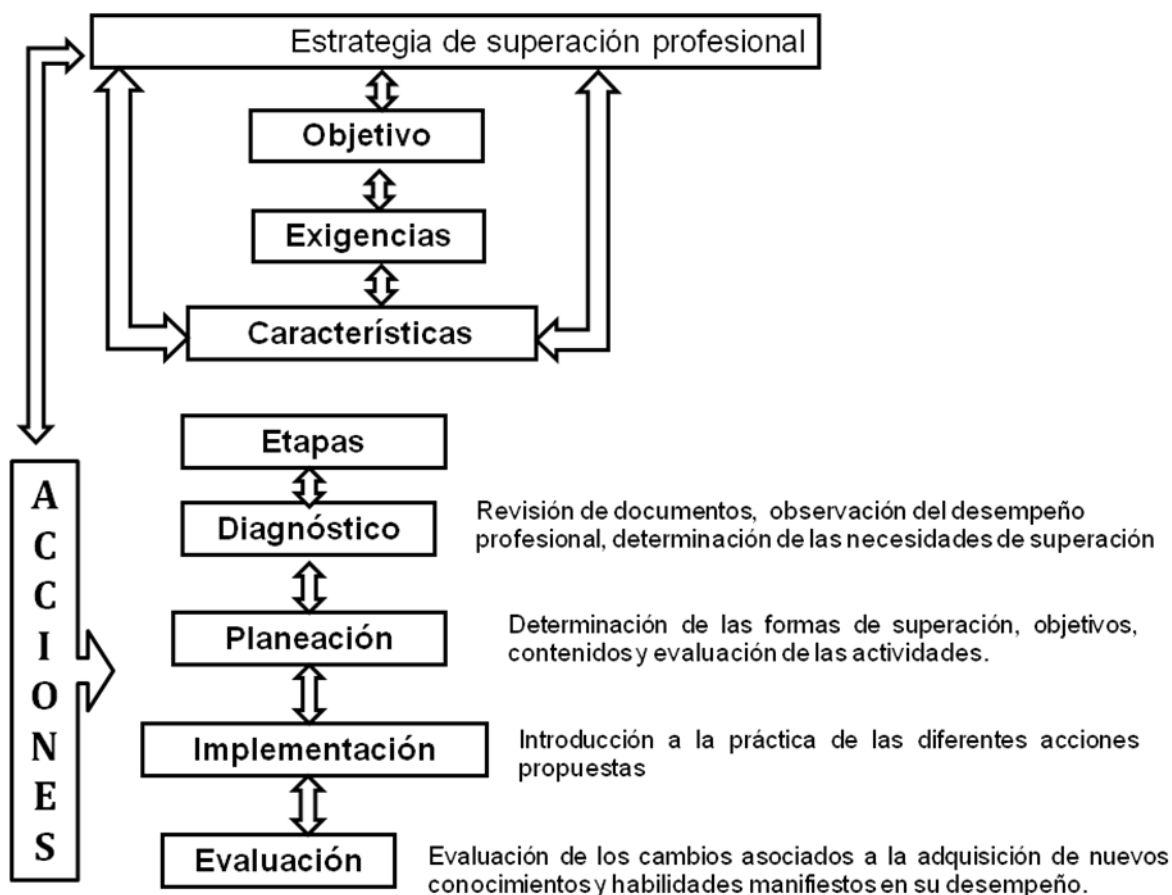 Estrategia de superación profesional
Objetivo
Exigencias
Característícas
Etapas
Diagnóstico
Revisión de documentos, observación del desempeño
profesional, determinación de las necesidades de superación
Planeación
Determinación de las formas de superación, objetivos,
contenidos y evaluación de las actividades.
Implementación
Introducción a la práctica de las diferentes acciones
propuestas
Evaluación
Evaluación de los cambios asociados a la adquisición de nuevos
conocimientos y habilidades manifiestos en su desempeño.
A
C
C
I
O
N
E
S